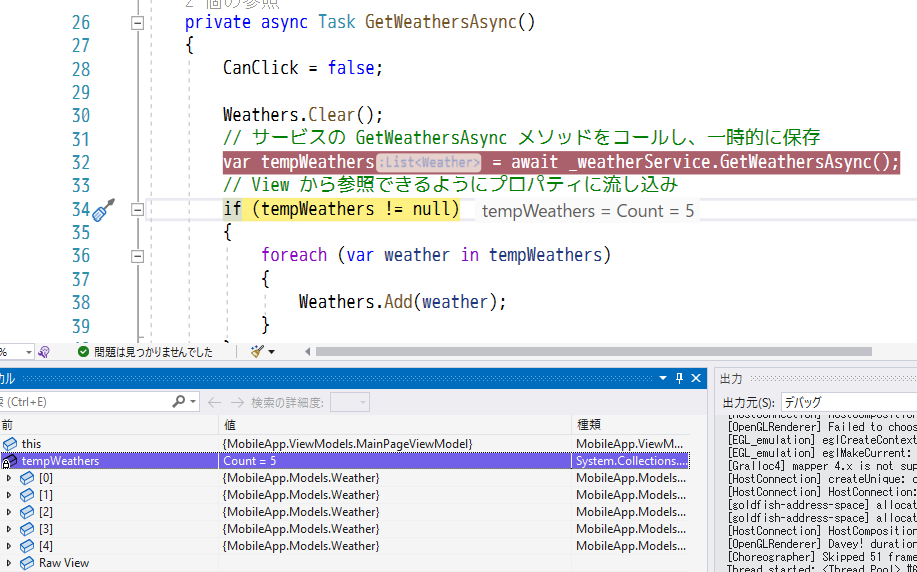 2 個の参照
26 private async Task GetWeathersAsync()
27 {
28 CanClick = false;
29
30 Weathers.Clear();
31 // サービスの GetWeathersAsync メソッドをコールし、一時的に保存
32 var tempWeathers :List<Weather> = await _weatherService.GetWeathersAsync();
33 // View から参照できるようにプロパティに流し込み
34 if (tempWeathers != null) tempWeathers = Count = 5
35 {
36 foreach (var weather in tempWeathers)
37 {
38 Weathers.Add(weather);
39 }
% 問題は見つかりませんでした
カル
(Ctrl+E) 検索の詳細度:
前 値 種類
this {MobileApp.ViewModels.MainPageViewModel} MobileApp.ViewM...
tempWeathers Count = 5 System.Collections....
[0] {MobileApp.Models.Weather} MobileApp.Models...
[1] {MobileApp.Models.Weather} MobileApp.Models...
[2] {MobileApp.Models.Weather} MobileApp.Models...
[3] {MobileApp.Models.Weather} MobileApp.Models...
[4] {MobileApp.Models.Weather} MobileApp.Models...
Raw View
出力
出力元(S): デバッグ
[HostConnection] HostComposition
[OpenGLRenderer] Failed to choos
[EGL_emulation] eglCreateContext
[EGL_emulation] eglMakeCurrent:
[Gralloc4] mapper 4.x is not sup
[HostConnection] createUnique: c
[HostConnection] HostConnection:
[goldfish-address-space] allocat
[goldfish-address-space] allocat
[HostConnection] HostComposition
[OpenGLRenderer] Davey! duration
[Choreographer] Skipped 51 frame
Thread started: <Thread Pool> #6